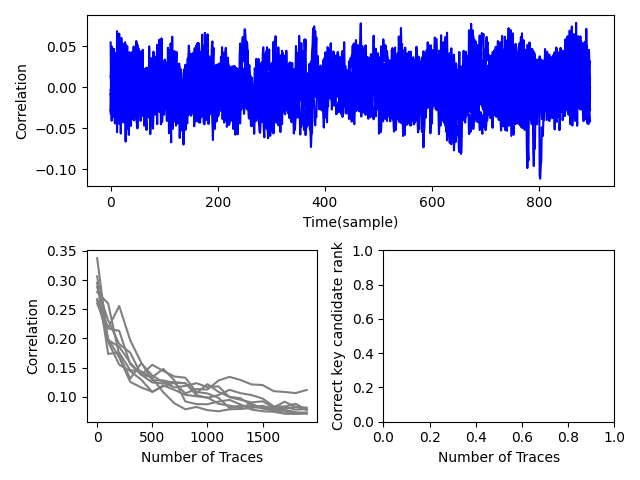 0.05
0.00
−0.05
−0.10
Correlation
0 200 400 600 800
Time(sample)
0.35
0.30
0.25
0.20
0.15
0.10
Correlation
0 500 1000 1500
Number of Traces
1.0
0.8
0.6
0.4
0.2
0.0
Correct key candidate rank
0.0 0.2 0.4 0.6 0.8 1.0
Number of Traces